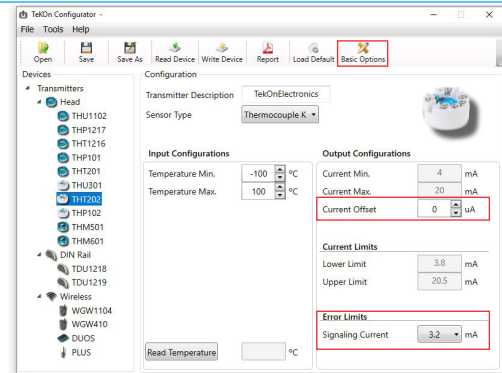 TeKOn Configurator -
File Tools Help
Open Save Save As Read Device Write Device Report Load Default Basic Options
Devices
Transmitters
Head
THU1102
THP1217
THT1216
THP101
THT201
THU301
THT202
THP102
THM501
THM601
DIN Rail
TDU1218
TDU1219
Wireless
WGW1104
WGW410
DUOS
PLUS
Configuration
Transmitter Description TekOnElectronics
Sensor Type Thermocouple K
Input Configurations
Temperature Min. -100 ºC
Temperature Max. 100 ºC
Read Temperature ºC
Output Configurations
Current Min. 4 mA
Current Max. 20 mA
Current Offset 0 uA
Current Limits
Lower Limit 3.8 mA
Upper Limit 20.5 mA
Error Limits
Signaling Current 3.2 mA